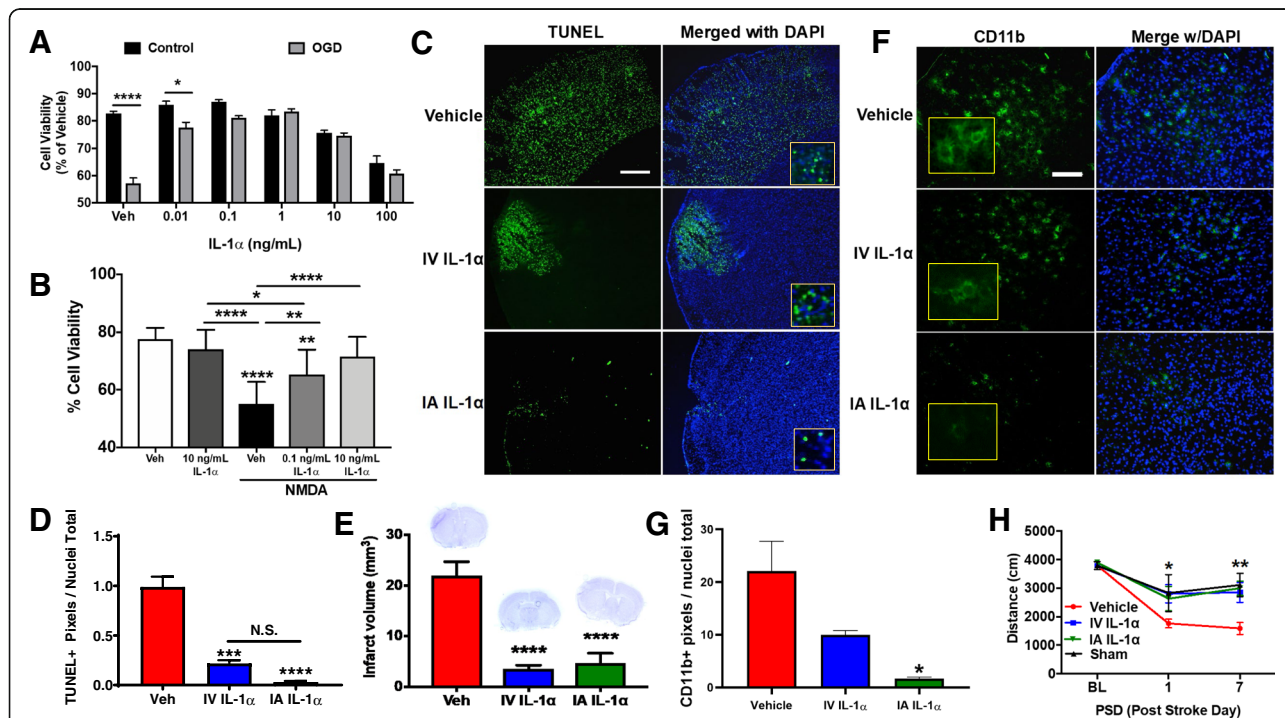 A
Control
OGD
****
*
Cell Viability
(% of Vehicle)
100
90
80
70
60
50
Veh
0.01
0.1
1
10
100
IL-1α (ng/mL)
B
****
*
****
**
**
****
% Cell Viability
100
80
60
40
Veh
10 ng/mL
IL-1α
Veh
0.1 ng/mL
IL-1α
10 ng/mL
IL-1α
NMDA
C
TUNEL
Merged with DAPI
Vehicle
IV IL-1α
IA IL-1α
F
CD11b
Merge w/DAPI
Vehicle
IV IL-1α
IA IL-1α
D
TUNEL+ Pixels / Nuclei Total
1.5
1.0
0.5
0.0
N.S.
***
****
Veh
IV IL-1α
IA IL-1α
E
Infarct volume (mm³)
30
20
10
0
****
****
Veh
IV IL-1α
IA IL-1α
G
CD11b+ pixels / nuclei total
30
20
10
0
*
Vehicle
IV IL-1α
IA IL-1α
H
Distance (cm)
5000
4000
3000
2000
1000
0
*
**
Vehicle
IV IL-1α
IA IL-1α
Sham
BL
1
7
PSD (Post Stroke Day)